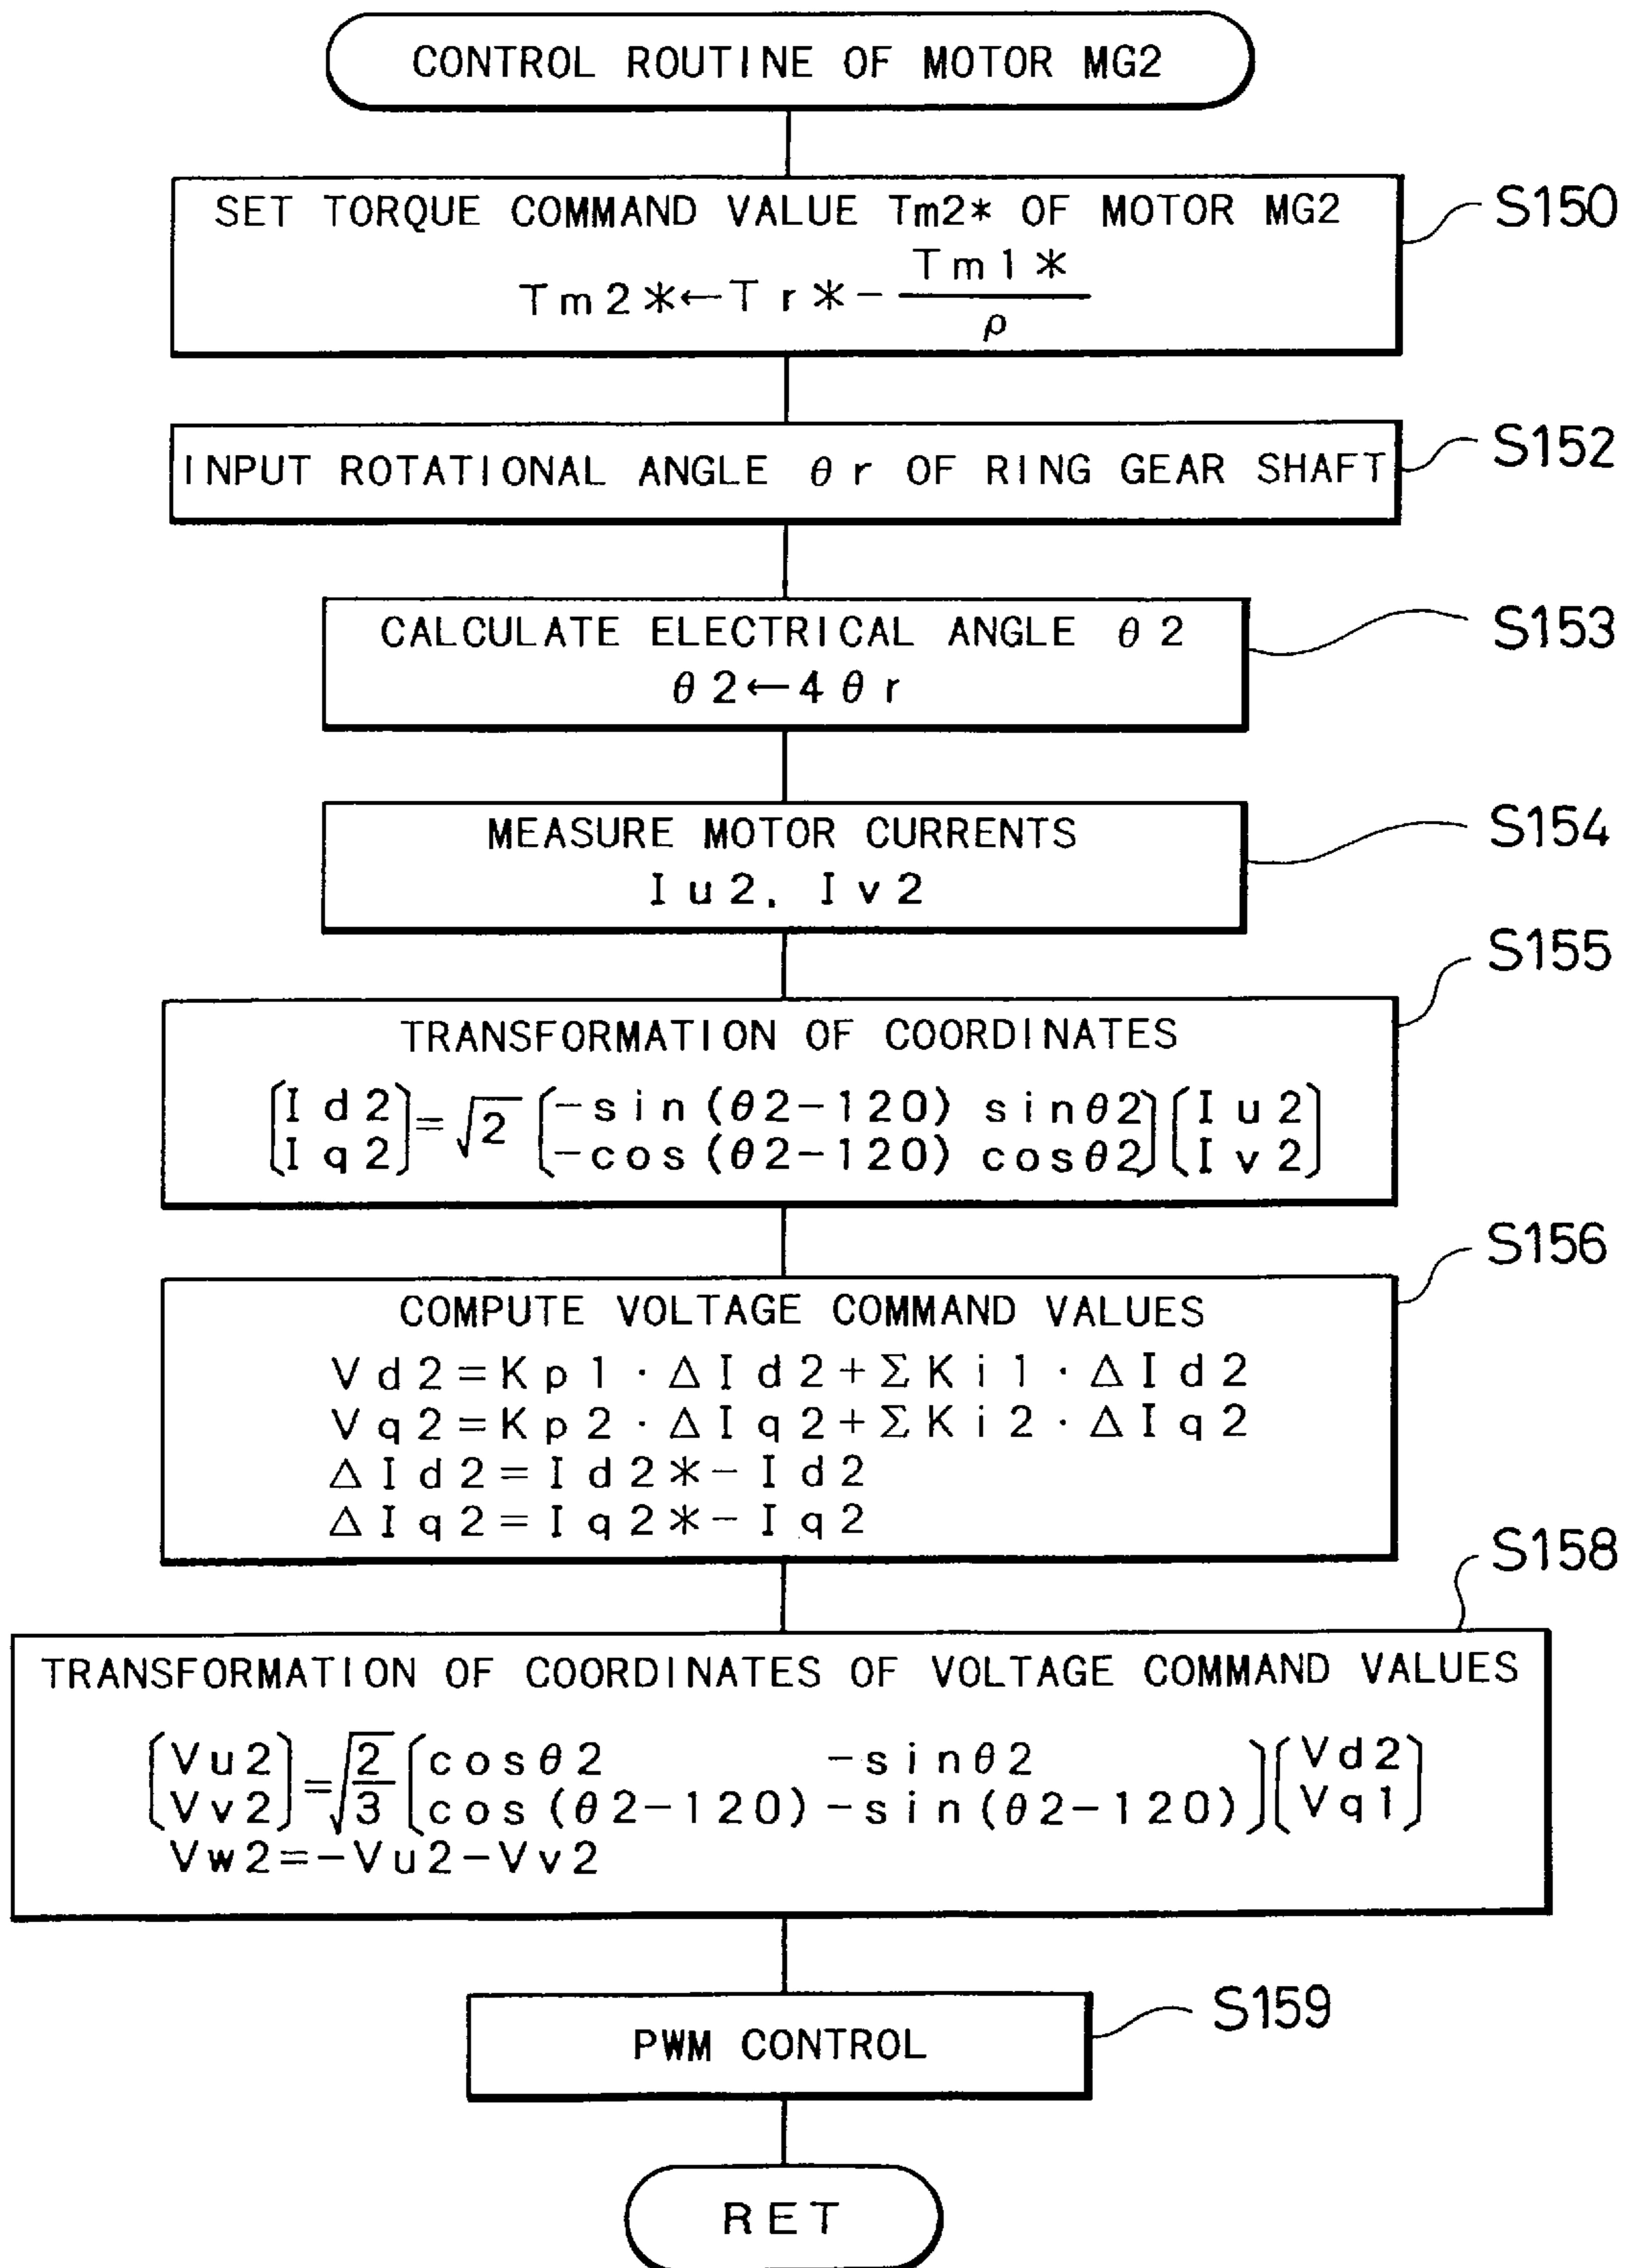 CONTROL ROUTINE OF MOTOR MG2
SET TORQUE COMMAND VALUE Tm2* OF MOTOR MG2
S150
Tm2*←Tr*-Tm1*/ρ
INPUT ROTATIONAL ANGLE θr OF RING GEAR SHAFT
S152
CALCULATE ELECTRICAL ANGLE θ2
S153
θ2←4θr
MEASURE MOTOR CURRENTS
S154
Iu2, Iv2
S155
TRANSFORMATION OF COORDINATES
[Id2] = √2 [-sin(θ2-120) sinθ2] [Iu2]
[Iq2] [-cos(θ2-120) cosθ2] [Iv2]
S156
COMPUTE VOLTAGE COMMAND VALUES
Vd2=Kp1·ΔId2+ΣKi1·ΔId2
Vq2=Kp2·ΔIq2+ΣKi2·ΔIq2
ΔId2=Id2*-Id2
ΔIq2=Iq2*-Iq2
S158
TRANSFORMATION OF COORDINATES OF VOLTAGE COMMAND VALUES
[Vu2] = √2/3 [cosθ2 -sinθ2] [Vd2]
[Vv2] [cos(θ2-120) -sin(θ2-120)] [Vq1]
Vw2=-Vu2-Vv2
S159
PWM CONTROL
RET